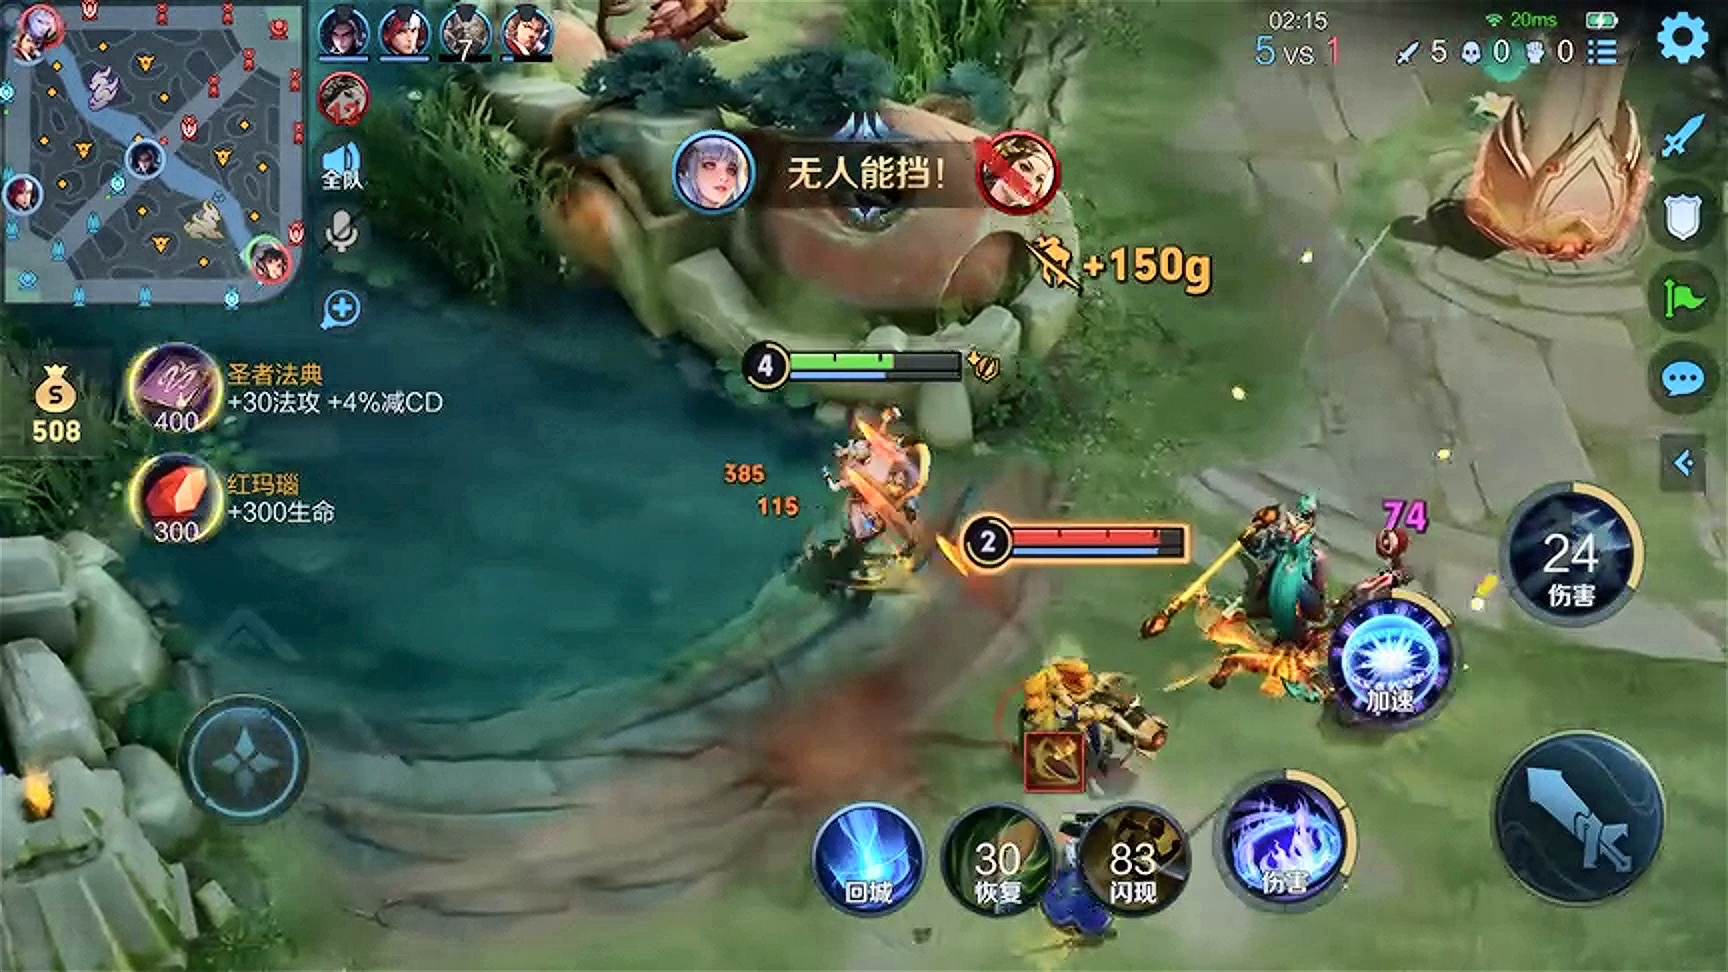 02:15
20ms
5 vs 1
5
0
0
7
12
全队
无人能挡!
+150g
4
508
圣者法典
+30法攻 +4%减CD
400
红玛瑙
+300生命
300
385
115
2
74
24
伤害
加速
伤害
回城
30
恢复
83
闪现